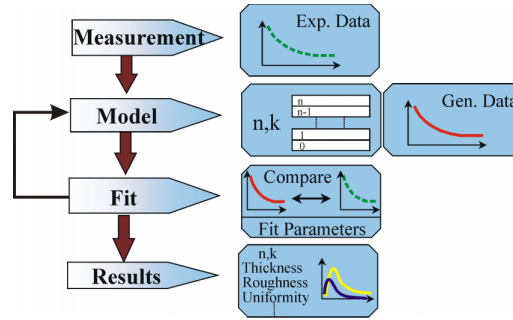 Measurement
Exp. Data
Model
n,k
n
n-1
1
0
Gen. Data
Fit
Compare
Fit Parameters
Results
n,k
Thickness
Roughness
Uniformity